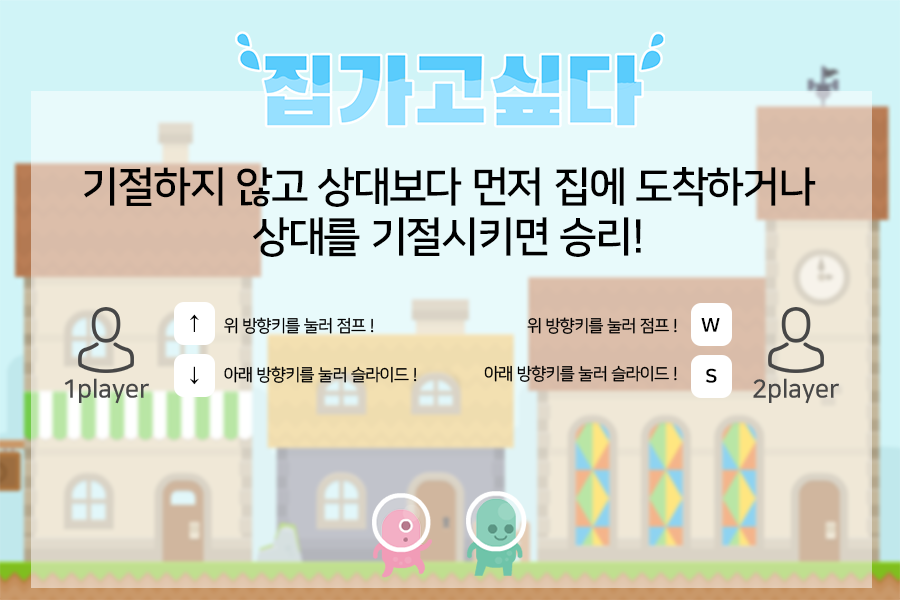 집가고싶다
기절하지 않고 상대보다 먼저 집에 도착하거나
상대를 기절시키면 승리!
↑ 위 방향키를 눌러 점프 !
↓ 아래 방향키를 눌러 슬라이드 !
1player
위 방향키를 눌러 점프 ! W
아래 방향키를 눌러 슬라이드 ! S
2player